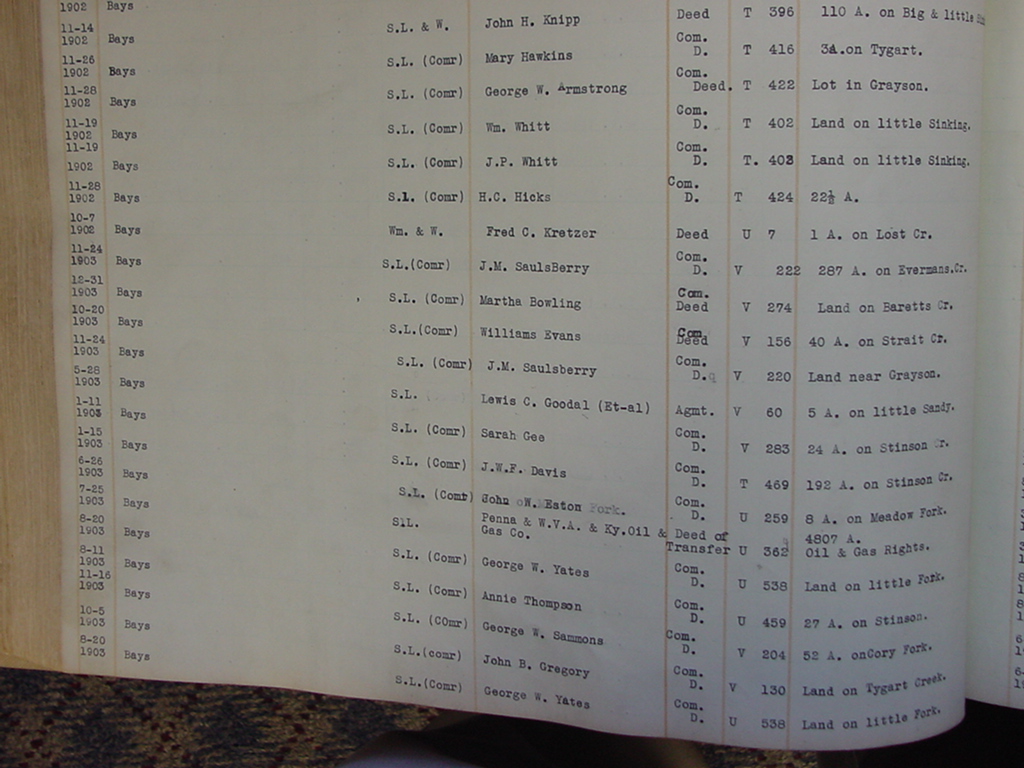 1902 Bays S.L. & W. John H. Knipp Deed T 396 110 A. on Big & little
11-14
1902 Bays S.L. (Comr) Mary Hawkins Com. D. T 416 3A.on Tygart.
11-26
1902 Bays S.L. (Comr) George W. Armstrong Com. Deed. T 422 Lot in Grayson.
11-28
1902 Bays S.L. (Comr) Wm. Whitt Com. D. T 402 Land on little Sinking.
11-19
1902 Bays S.L. (Comr) J.P. Whitt Com. D. T. 403 Land on little Sinking.
11-19
1902 Bays S.l. (Comr) H.C. Hicks Com. D. T 424 22½ A.
11-28
1902 Bays Wm. & W. Fred C. Kretzer Deed U 7 1 A. on Lost Cr.
10-7
1902 Bays S.L.(Comr) J.M. SaulsBerry Com. D. V 222 287 A. on Evermans.Cr.
11-24
1903 Bays S.L. (Comr) Martha Bowling Com. Deed V 274 Land on Baretts Cr.
12-31
1903 Bays S.L.(Comr) Williams Evans Com. Deed V 156 40 A. on Strait Cr.
10-20
1903 Bays S.L. (Comr) J.M. Saulsberry Com. D. V 220 Land near Grayson.
11-24
1903 Bays S.L. Lewis C. Goodal (Et-al) Agmt. V 60 5 A. on little Sandy.
5-28
1903 Bays S.L. (Comr) Sarah Gee Com. D. V 283 24 A. on Stinson Cr.
1-11
1903 Bays S.L. (Comr) J.W.F. Davis Com. D. T 469 192 A. on Stinson Cr.
1-15
1903 Bays S.L. (Comr) John W. Eaton Com. D. U 259 8 A. on Meadow Fork.
6-26
1903 Bays SlL. Penna & W.V.A. & Ky.Oil & Gas Co. Deed of Transfer U 362 4807 A. Oil & Gas Rights.
7-25
1903 Bays S.L. (Comr) George W. Yates Com. D. U 538 Land on little Fork.
8-20
1903 Bays S.L. (Comr) Annie Thompson Com. D. U 459 27 A. on Stinson.
8-11
1903 Bays S.L. (COmr) George W. Sammons Com. D. V 204 52 A. onCory Fork.
11-16
1903 Bays S.L.(comr) John B. Gregory Com. D. V 130 Land on Tygart Creek.
10-5
1903 Bays S.L.(Comr) George W. Yates Com. D. U 538 Land on little Fork.
8-20
1903 Bays